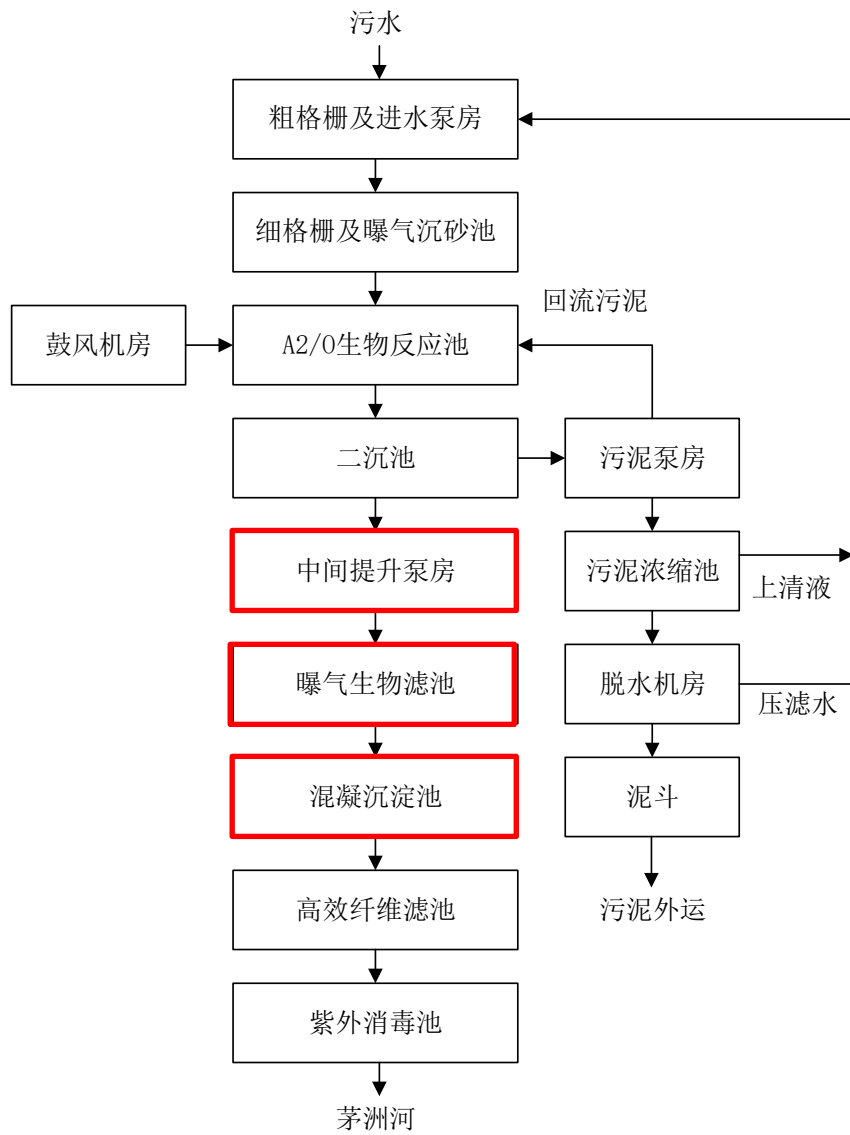 污水
粗格栅及进水泵房
细格栅及曝气沉砂池
回流污泥
鼓风机房
A2/O生物反应池
二沉池
污泥泵房
中间提升泵房
污泥浓缩池
上清液
曝气生物滤池
脱水机房
压滤水
混凝沉淀池
泥斗
高效纤维滤池
污泥外运
紫外消毒池
茅洲河